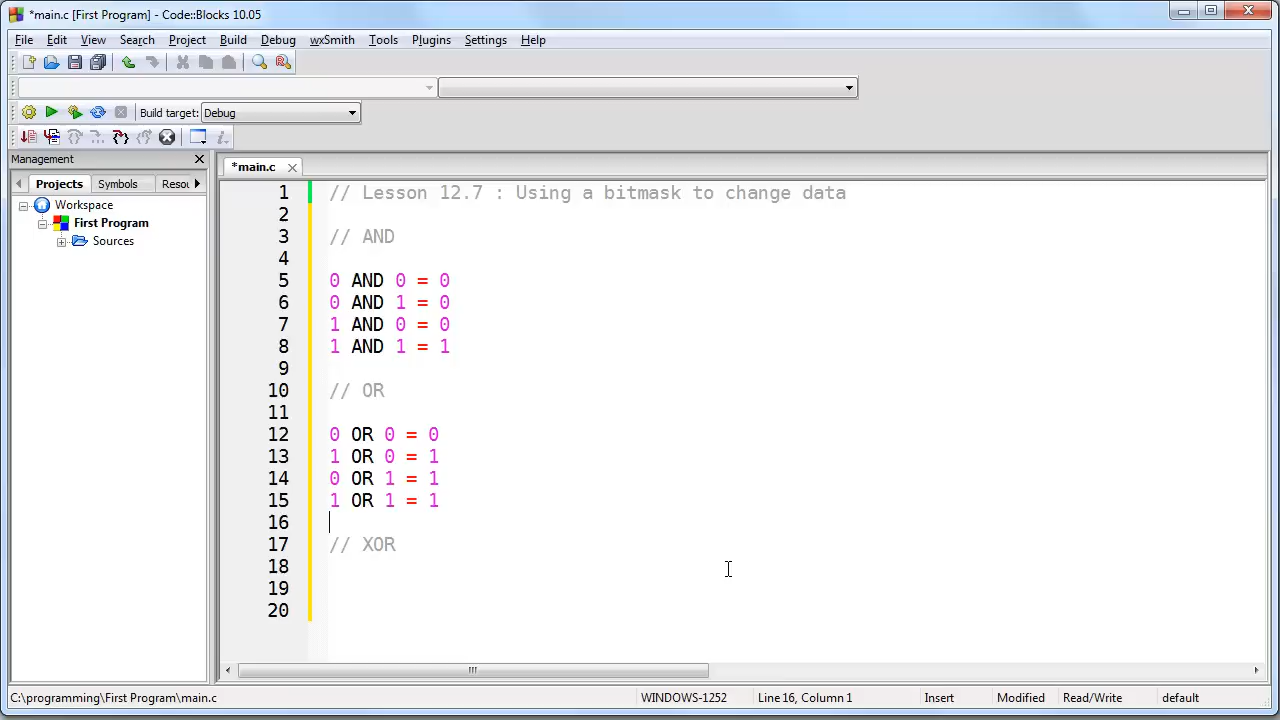 *main.c [First Program] - Code::Blocks 10.05
File Edit View Search Project Build Debug wxSmith Tools Plugins Settings Help
Build target: Debug
Management
*main.c
Projects Symbols Resou
Workspace
First Program
Sources
1 // Lesson 12.7 : Using a bitmask to change data
2
3 // AND
4
5 0 AND 0 = 0
6 0 AND 1 = 0
7 1 AND 0 = 0
8 1 AND 1 = 1
9
10 // OR
11
12 0 OR 0 = 0
13 1 OR 0 = 1
14 0 OR 1 = 1
15 1 OR 1 = 1
16
17 // XOR
18
19
20
C:\programming\First Program\main.c WINDOWS-1252 Line 16, Column 1 Insert Modified Read/Write default